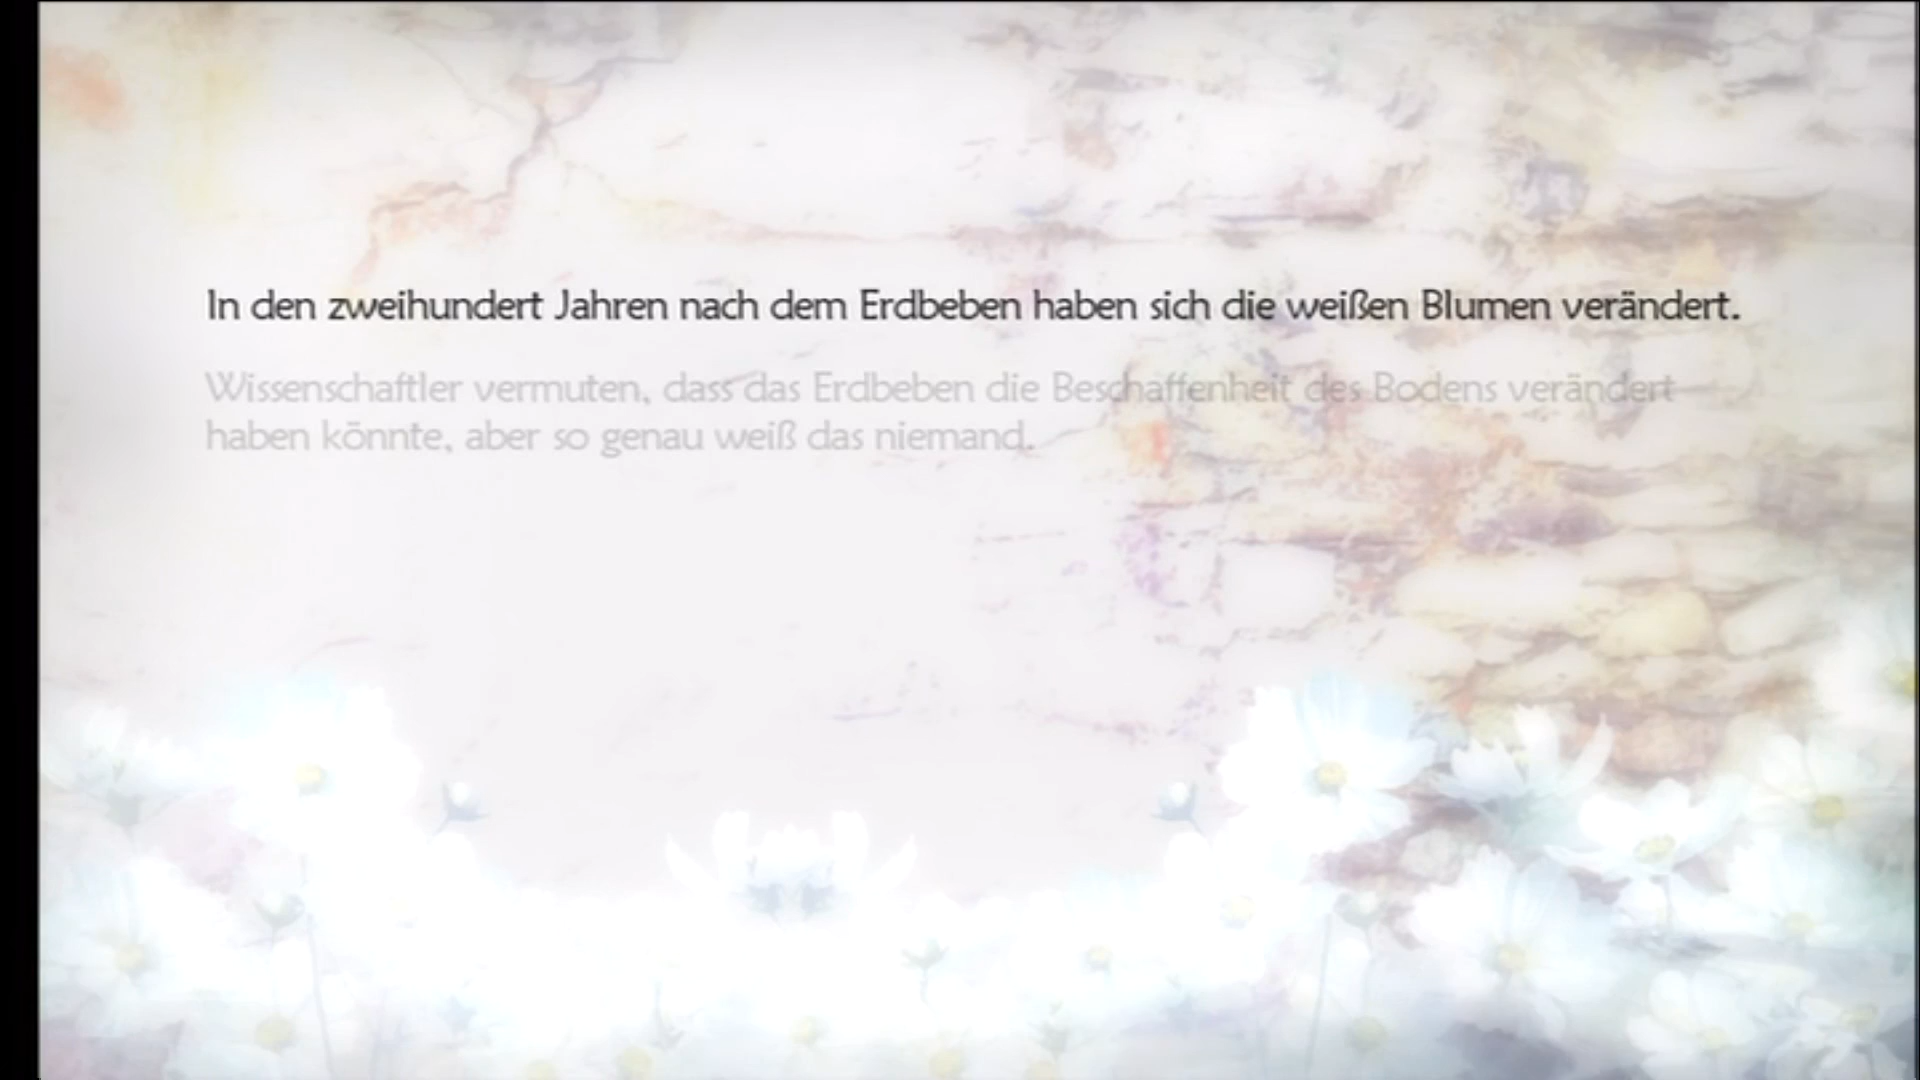 In den zweihundert Jahren nach dem Erdbeben haben sich die weißen Blumen verändert.
Wissenschaftler vermuten, dass das Erdbeben die Beschaffenheit des Bodens verändert
haben könnte, aber so genau weiß das niemand.